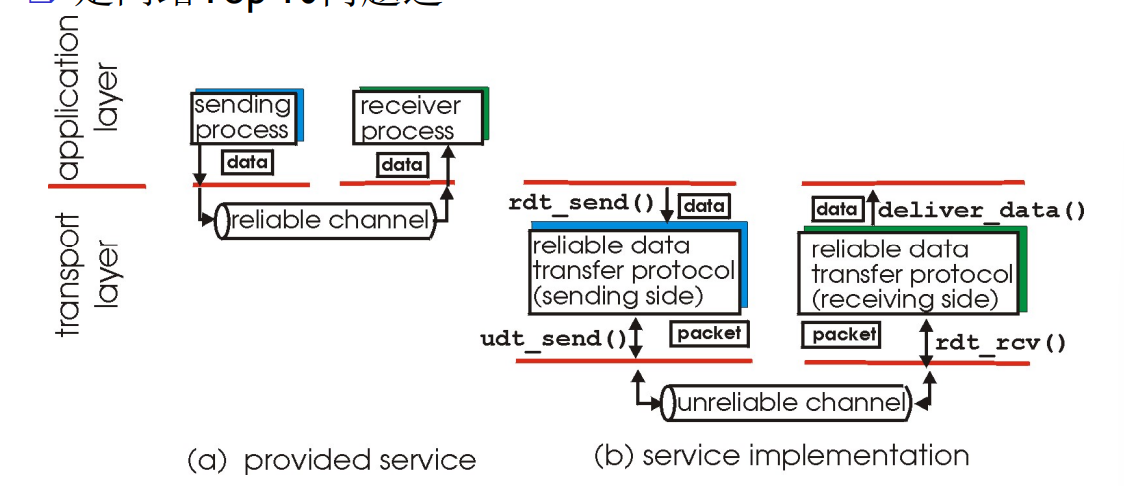 Top 10
application
layer
transport
layer
sending
process
data
receiver
process
data
reliable channel
(a) provided service
rdt_send()
data
reliable data
transfer protocol
(sending side)
udt_send()
packet
data
deliver_data()
reliable data
transfer protocol
(receiving side)
packet
rdt_rcv()
unreliable channel
(b) service implementation